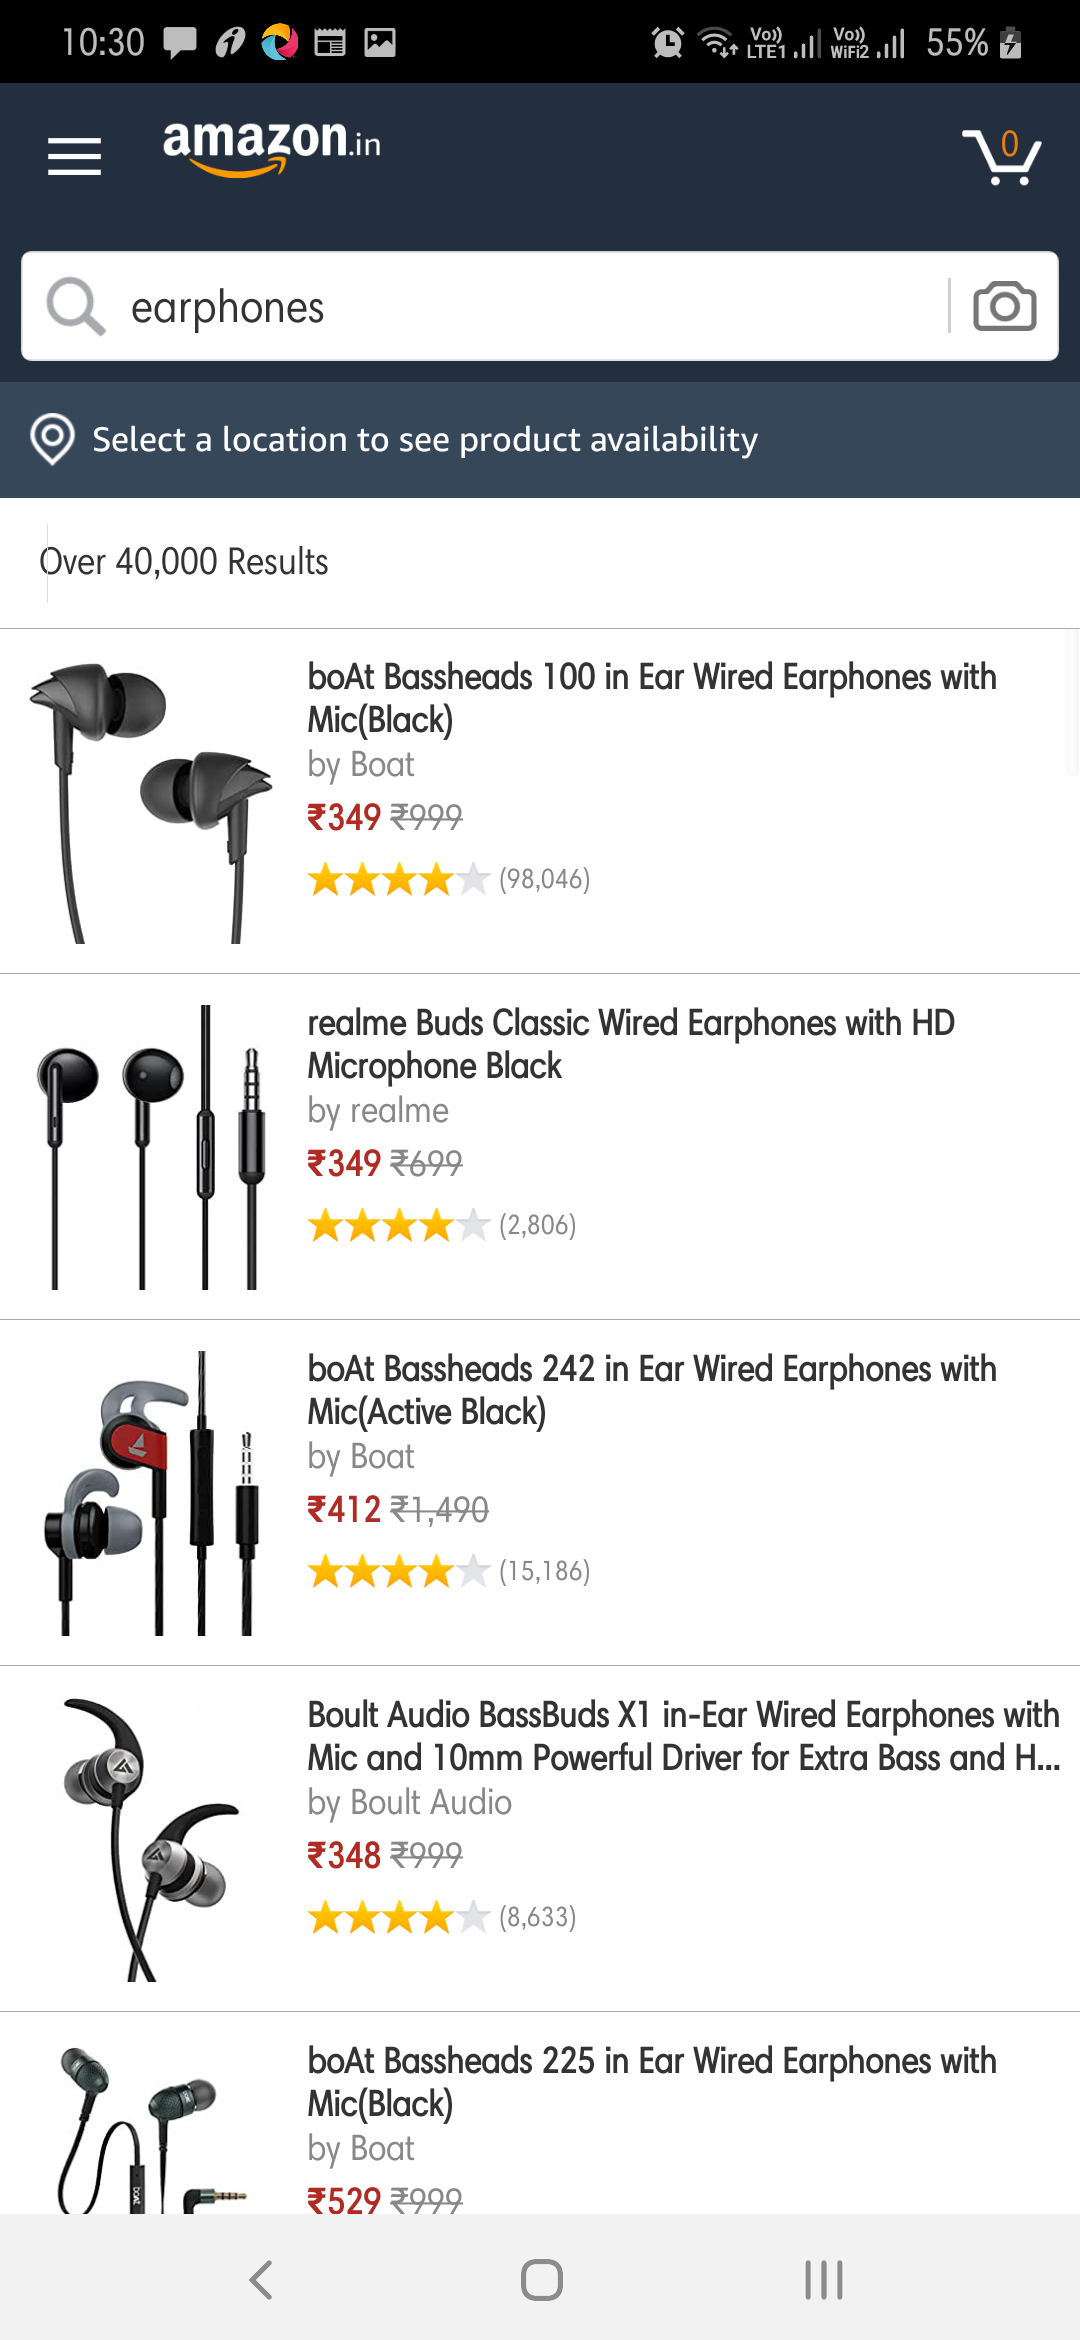 10:30
Vo)) LTE1 Vo)) WiFi2 55%
amazon.in
0
earphones
Select a location to see product availability
Over 40,000 Results
boAt Bassheads 100 in Ear Wired Earphones with
Mic(Black)
by Boat
₹349 ₹999
(98,046)
realme Buds Classic Wired Earphones with HD
Microphone Black
by realme
₹349 ₹699
(2,806)
boAt Bassheads 242 in Ear Wired Earphones with
Mic(Active Black)
by Boat
₹412 ₹1,490
(15,186)
Boult Audio BassBuds X1 in-Ear Wired Earphones with
Mic and 10mm Powerful Driver for Extra Bass and H...
by Boult Audio
₹348 ₹999
(8,633)
boAt Bassheads 225 in Ear Wired Earphones with
Mic(Black)
by Boat
₹529 ₹999